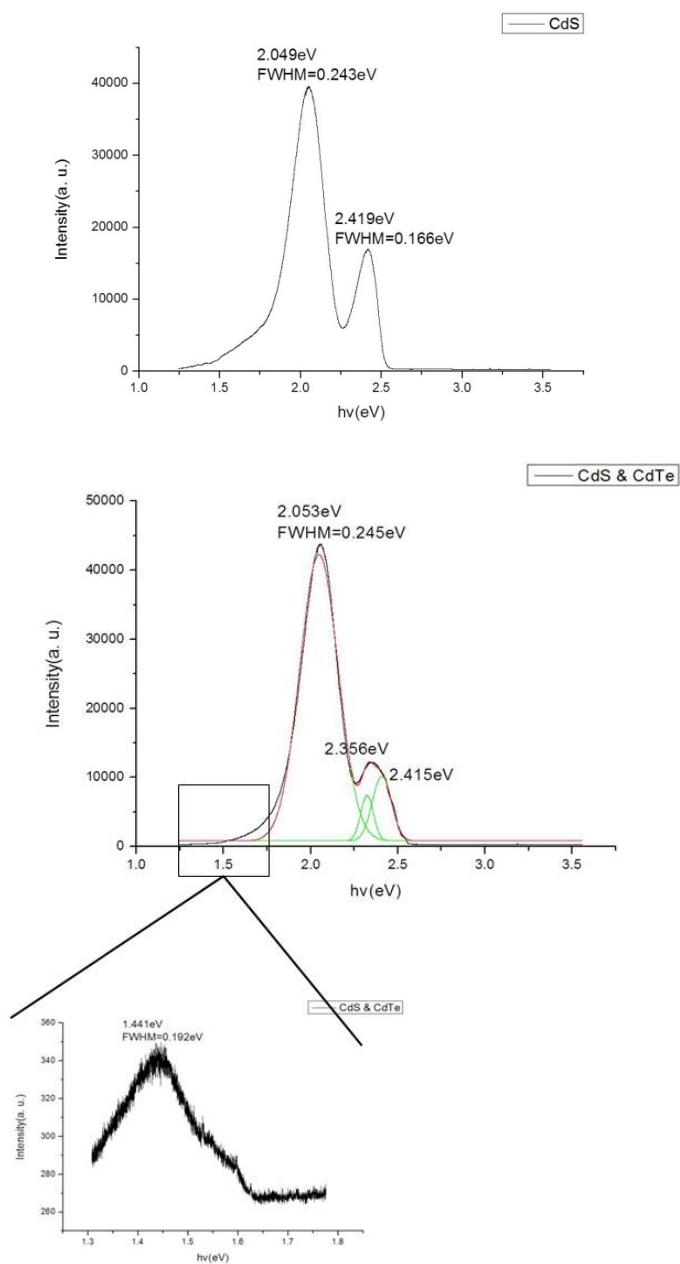 CdS
2.049eV
FWHM=0.243eV
2.419eV
FWHM=0.166eV
40000
30000
20000
10000
0
Intensity(a. u.)
1.0 1.5 2.0 2.5 3.0 3.5
hv(eV)
CdS & CdTe
2.053eV
FWHM=0.245eV
2.356eV
2.415eV
50000
40000
30000
20000
10000
0
Intensity(a. u.)
1.0 1.5 2.0 2.5 3.0 3.5
hv(eV)
CdS & CdTe
1.441eV
FWHM=0.192eV
360
340
320
300
280
260
Intensity(a. u.)
1.3 1.4 1.5 1.6 1.7 1.8
hv(eV)